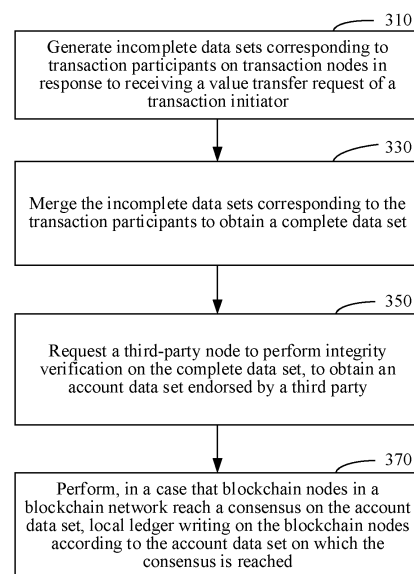 310
Generate incomplete data sets corresponding to
transaction participants on transaction nodes in
response to receiving a value transfer request of a
transaction initiator
330
Merge the incomplete data sets corresponding to the
transaction participants to obtain a complete data set
350
Request a third-party node to perform integrity
verification on the complete data set, to obtain an
account data set endorsed by a third party
370
Perform, in a case that blockchain nodes in a
blockchain network reach a consensus on the account
data set, local ledger writing on the blockchain nodes
according to the account data set on which the
consensus is reached